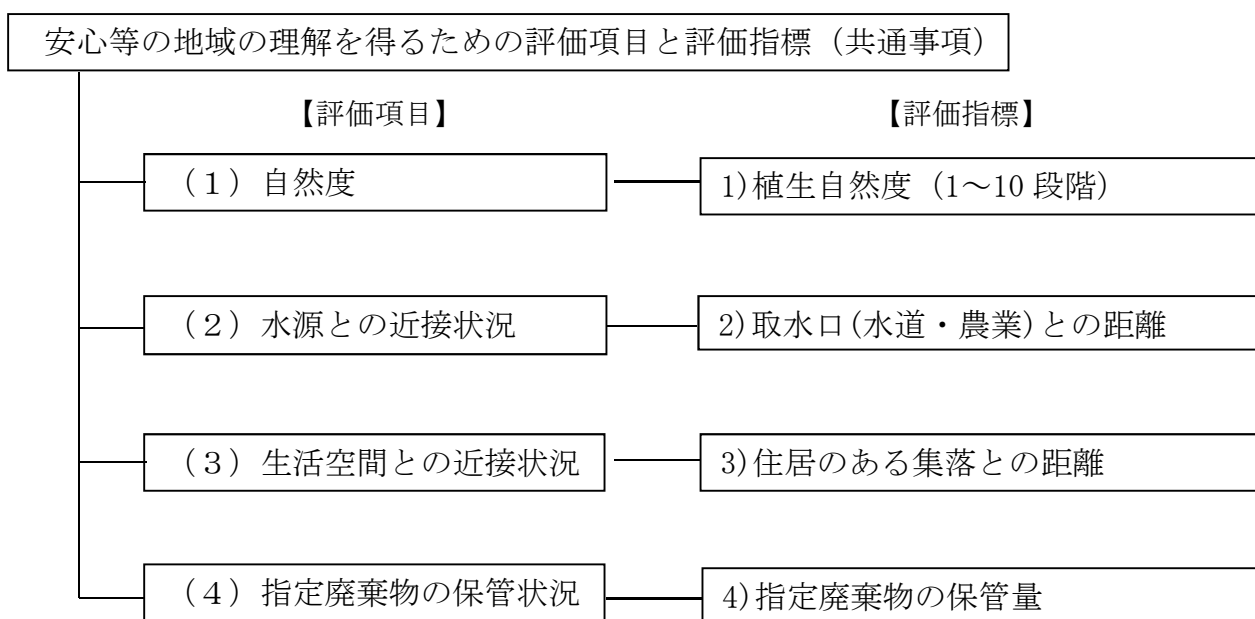 安心等の地域の理解を得るための評価項目と評価指標（共通事項）
【評価項目】
【評価指標】
（１）自然度
1)植生自然度（1～10 段階）
（２）水源との近接状況
2)取水口(水道・農業)との距離
（３）生活空間との近接状況
3)住居のある集落との距離
（４）指定廃棄物の保管状況
4)指定廃棄物の保管量